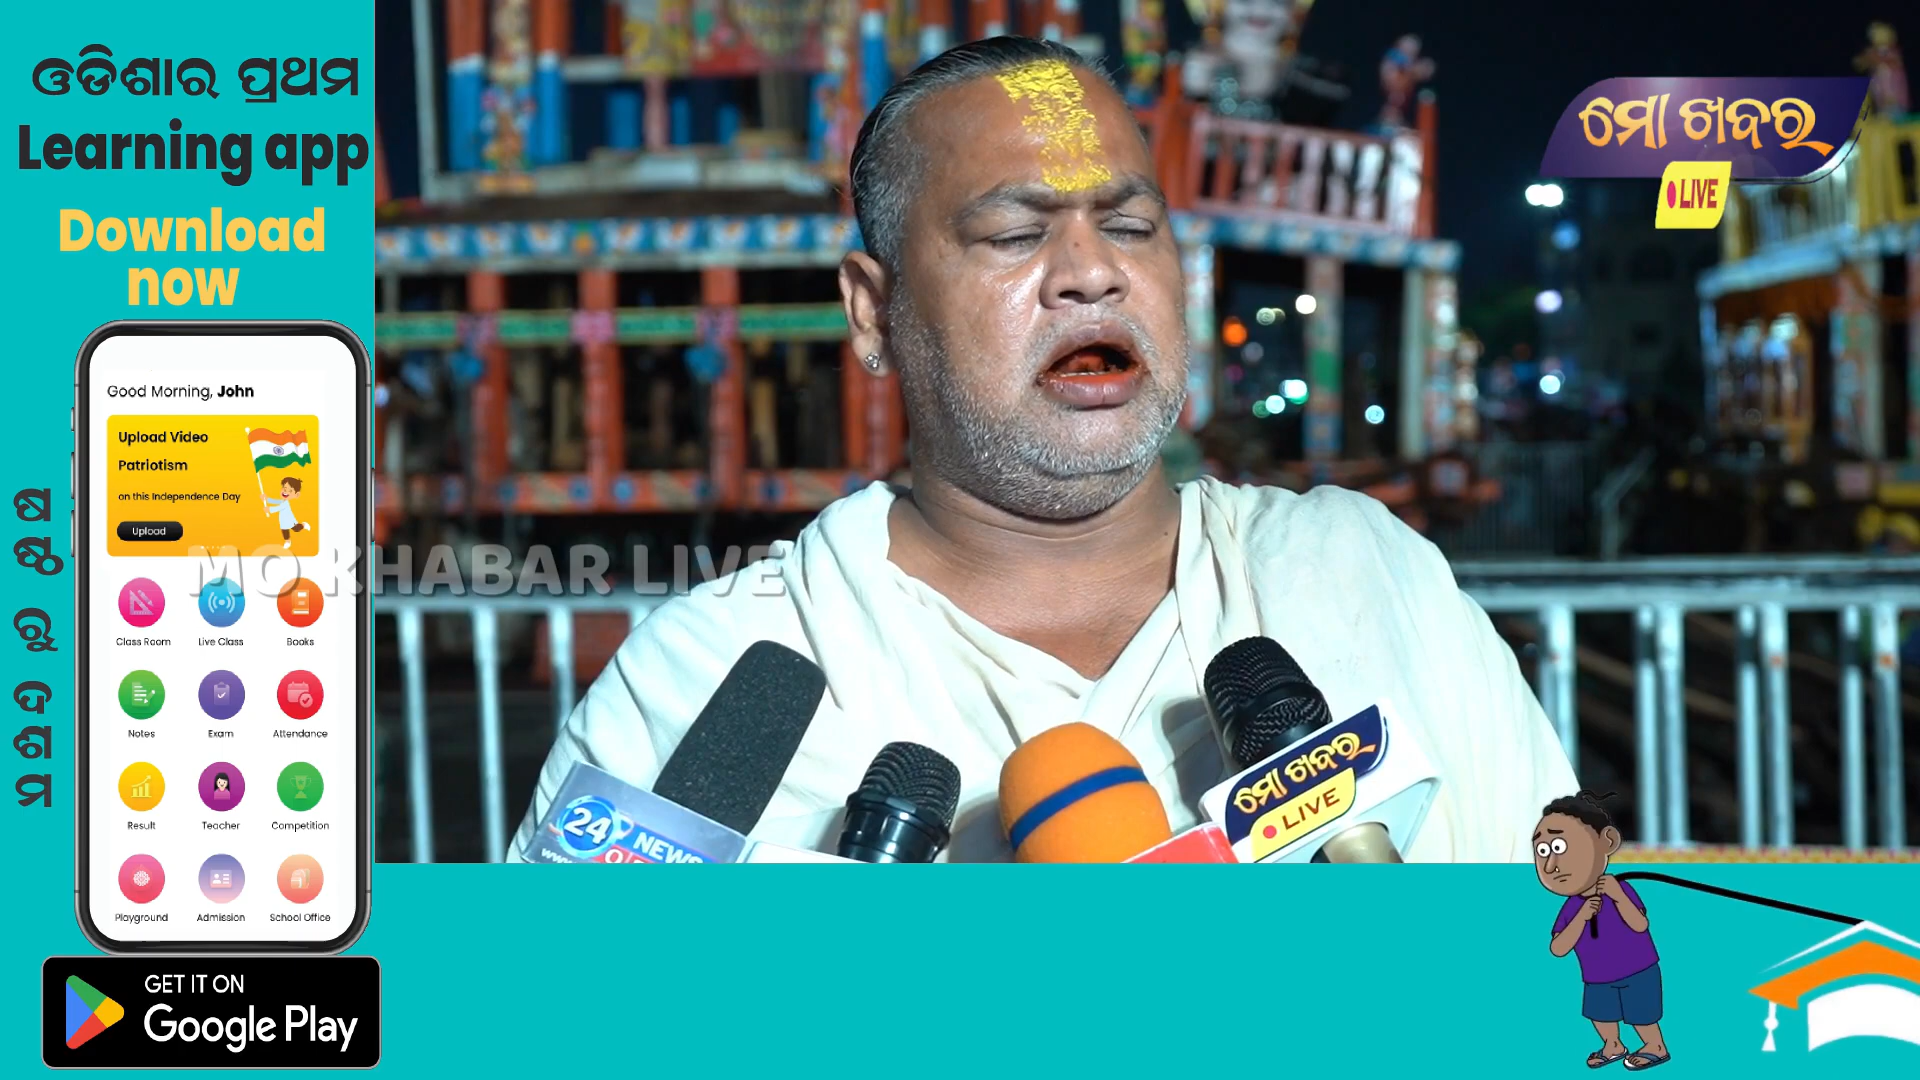 ଓଡିଶାର ପ୍ରଥମ
Learning app
Download
now
Good Morning, John
Upload Video
Patriotism
on this Independence Day
Upload
Class Room
Live Class
Books
Notes
Exam
Attendance
Result
Teacher
Competition
Playground
Admission
School Office
ଷଷ୍ଠ ରୁ ଦଶମ
GET IT ON
Google Play
MO KHABAR LIVE
ମୋ ଖବର
LIVE
24
NEWS
ମୋ ଖବର
LIVE